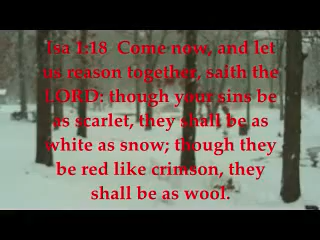 Isa 1:18 Come now, and let
us reason together, saith the
LORD: though your sins be
as scarlet, they shall be as
white as snow; though they
be red like crimson, they
shall be as wool.